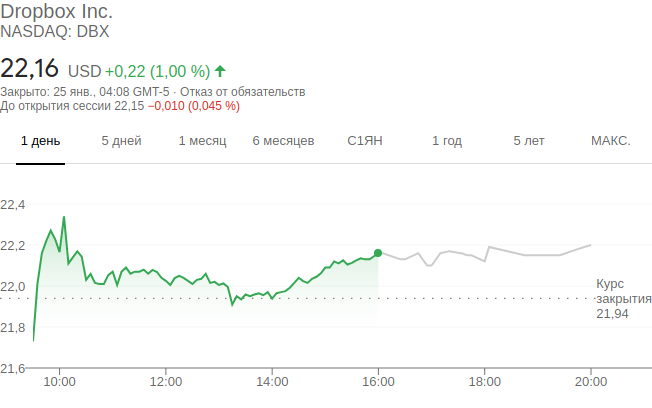 Dropbox Inc.
NASDAQ: DBX
22,16 USD +0,22 (1,00 %)
Закрыто: 25 янв., 04:08 GMT-5 · Отказ от обязательств
До открытия сессии 22,15 −0,010 (0,045 %)
1 день 5 дней 1 месяц 6 месяцев С1ЯН 1 год 5 лет МАКС.
22,4
22,2
22,0
21,8
21,6
Курс
закрытия
21,94
10:00 12:00 14:00 16:00 18:00 20:00